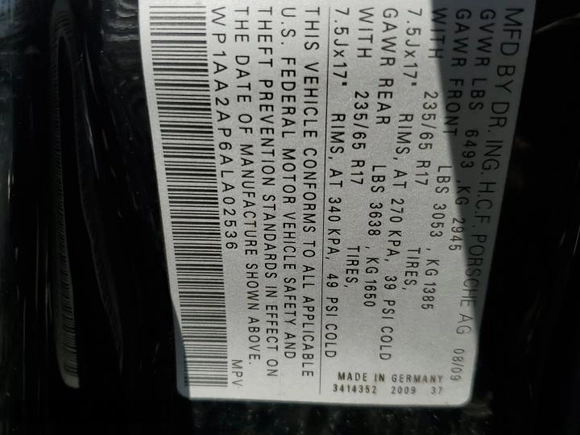 MFD BY DR. ING. H.C.F. PORSCHE AG 08/09
GVWR LBS 6493 ,KG 2945
GAWR FRONT LBS 3053 , KG 1385
WITH 235/65 R17 TIRES,
7.5Jx17" RIMS, AT 270 KPA, 39 PSI COLD
GAWR REAR LBS 3638 , KG 1650
WITH 235/65 R17 TIRES,
7.5Jx17" RIMS, AT 340 KPA, 49 PSI COLD
THIS VEHICLE CONFORMS TO ALL APPLICABLE
U.S. FEDERAL MOTOR VEHICLE SAFETY AND
THEFT PREVENTION STANDARDS IN EFFECT ON
THE DATE OF MANUFACTURE SHOWN ABOVE.
WP1AA2AP6ALA02536 MPV
MADE IN GERMANY
3414352 2009 37